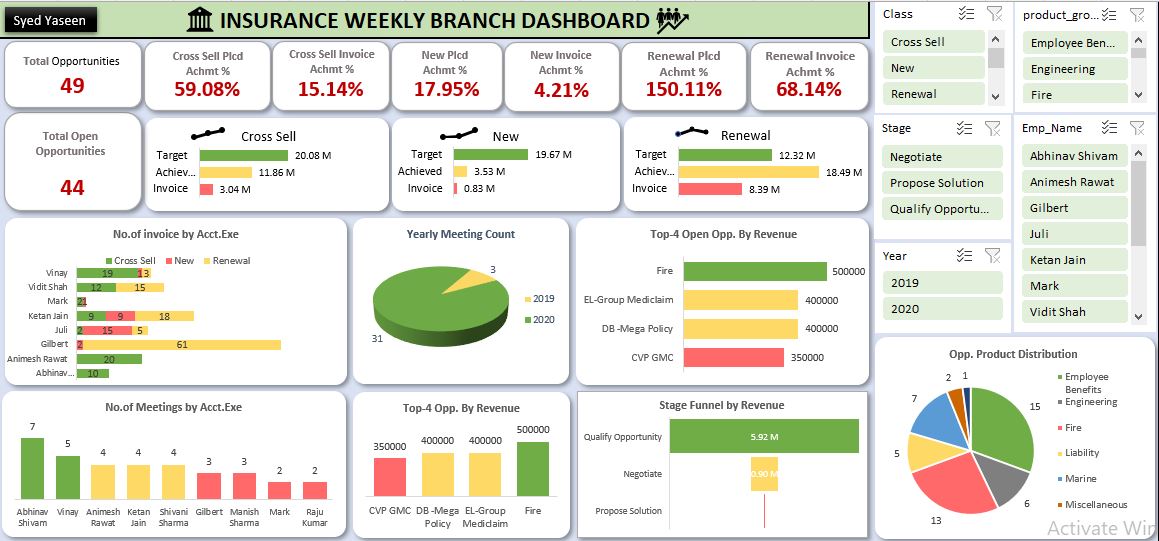 Syed Yaseen
INSURANCE WEEKLY BRANCH DASHBOARD
Total Opportunities
49
Cross Sell Plcd
Achmt %
59.08%
Cross Sell Invoice
Achmt %
15.14%
New Plcd
Achmt %
17.95%
New Invoice
Achmt %
4.21%
Renewal Plcd
Achmt %
150.11%
Renewal Invoice
Achmt %
68.14%
Total Open
Opportunities
44
Cross Sell
Target 20.08 M
Achiev... 11.86 M
Invoice 3.04 M
New
Target 19.67 M
Achieved 3.53 M
Invoice 0.83 M
Renewal
Target 12.32 M
Achiev... 18.49 M
Invoice 8.39 M
No.of invoice by Acct.Exe
Cross Sell New Renewal
Vinay 19 1 3
Vidit Shah 12 15
Mark 2 1
Ketan Jain 9 9 18
Juli 2 15 5
Gilbert 2 61
Animesh Rawat 20
Abhinav... 10
Yearly Meeting Count
3
31
2019
2020
Top-4 Open Opp. By Revenue
Fire 500000
EL-Group Mediclaim 400000
DB -Mega Policy 400000
CVP GMC 350000
No.of Meetings by Acct.Exe
7 5 4 4 4 3 3 2 2
Abhinav Shivam
Vinay
Animesh Rawat
Ketan Jain
Shivani Sharma
Gilbert
Manish Sharma
Mark
Raju Kumar
Top-4 Opp. By Revenue
350000 400000 400000 500000
CVP GMC
DB -Mega Policy
EL-Group Mediclaim
Fire
Stage Funnel by Revenue
Qualify Opportunity 5.92 M
Negotiate 0.90 M
Propose Solution
Class
Cross Sell
New
Renewal
product_gro...
Employee Ben...
Engineering
Fire
Stage
Negotiate
Propose Solution
Qualify Opportu...
Emp_Name
Abhinav Shivam
Animesh Rawat
Gilbert
Juli
Ketan Jain
Mark
Vidit Shah
Year
2019
2020
Opp. Product Distribution
15
6
13
5
7
2
1
Employee
Benefits
Engineering
Fire
Liability
Marine
Miscellaneous
Activate Win